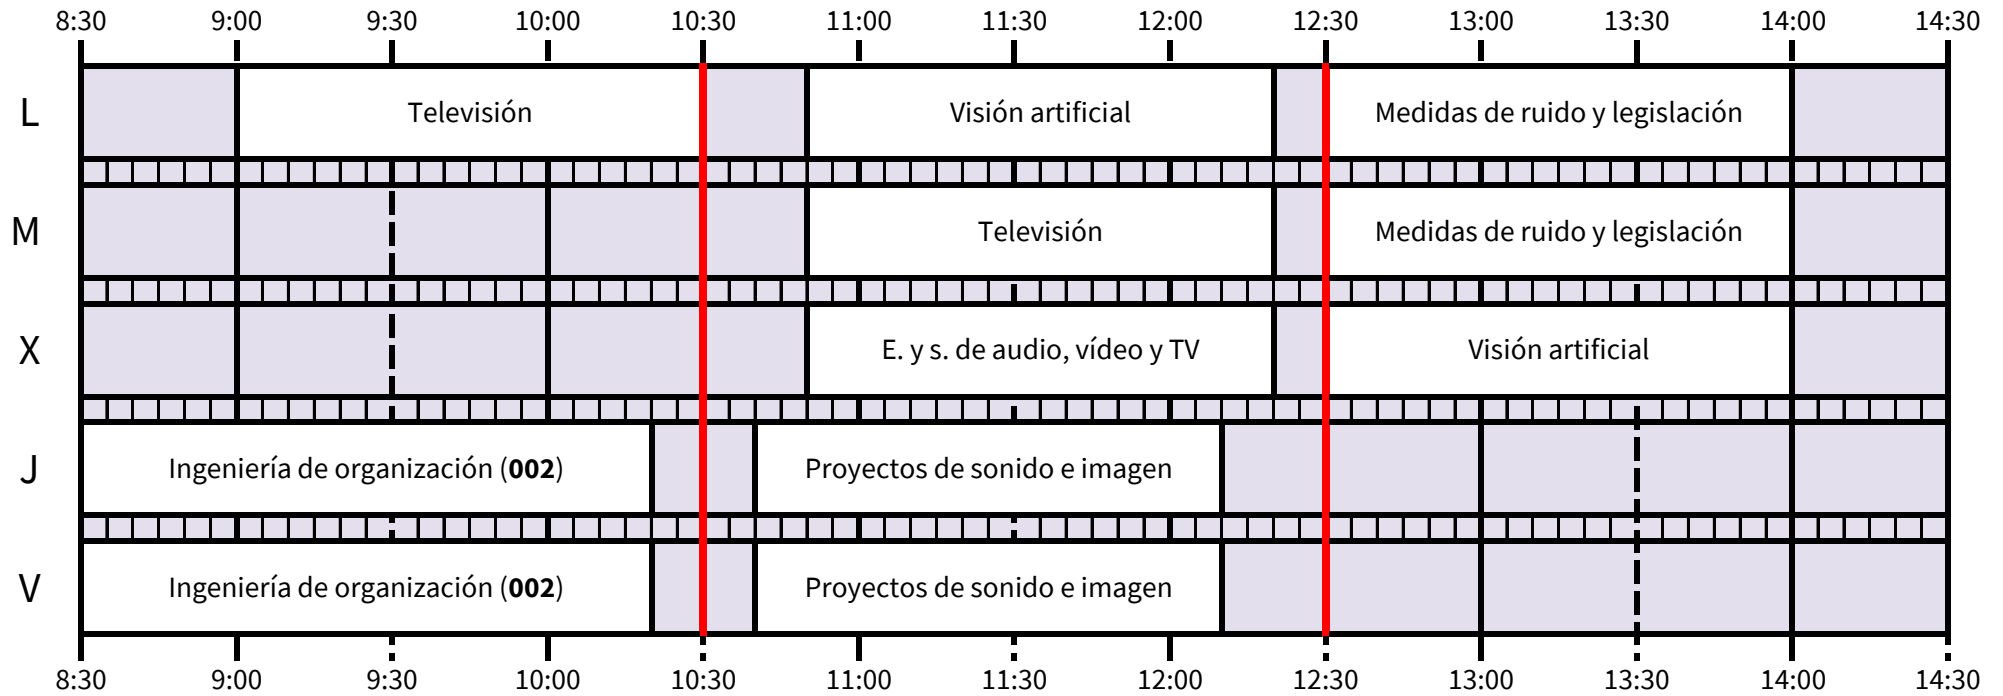 8:30 9:00 9:30 10:00 10:30 11:00 11:30 12:00 12:30 13:00 13:30 14:00 14:30
L Televisión Visión artificial Medidas de ruido y legislación
M Televisión Medidas de ruido y legislación
X E. y s. de audio, vídeo y TV Visión artificial
J Ingeniería de organización (002) Proyectos de sonido e imagen
V Ingeniería de organización (002) Proyectos de sonido e imagen
8:30 9:00 9:30 10:00 10:30 11:00 11:30 12:00 12:30 13:00 13:30 14:00 14:30